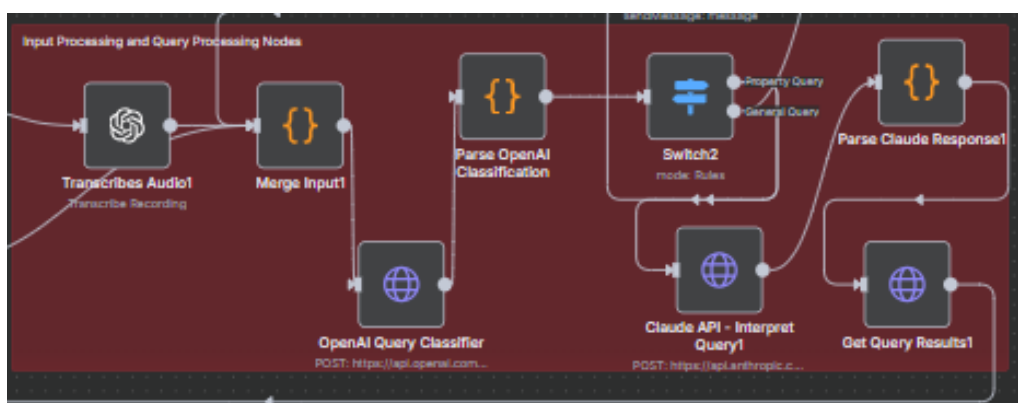 sendMessage: message
Input Processing and Query Processing Nodes
Property Query
General Query
Parse Claude Response1
Parse OpenAI
Classification
Switch2
mode: Rules
Transcribes Audio1
Transcribe Recording
Merge Input1
Claude API - Interpret
Query1
POST: https://api.anthropic.c...
OpenAI Query Classifier
POST: https://api.openai.com...
Get Query Results1